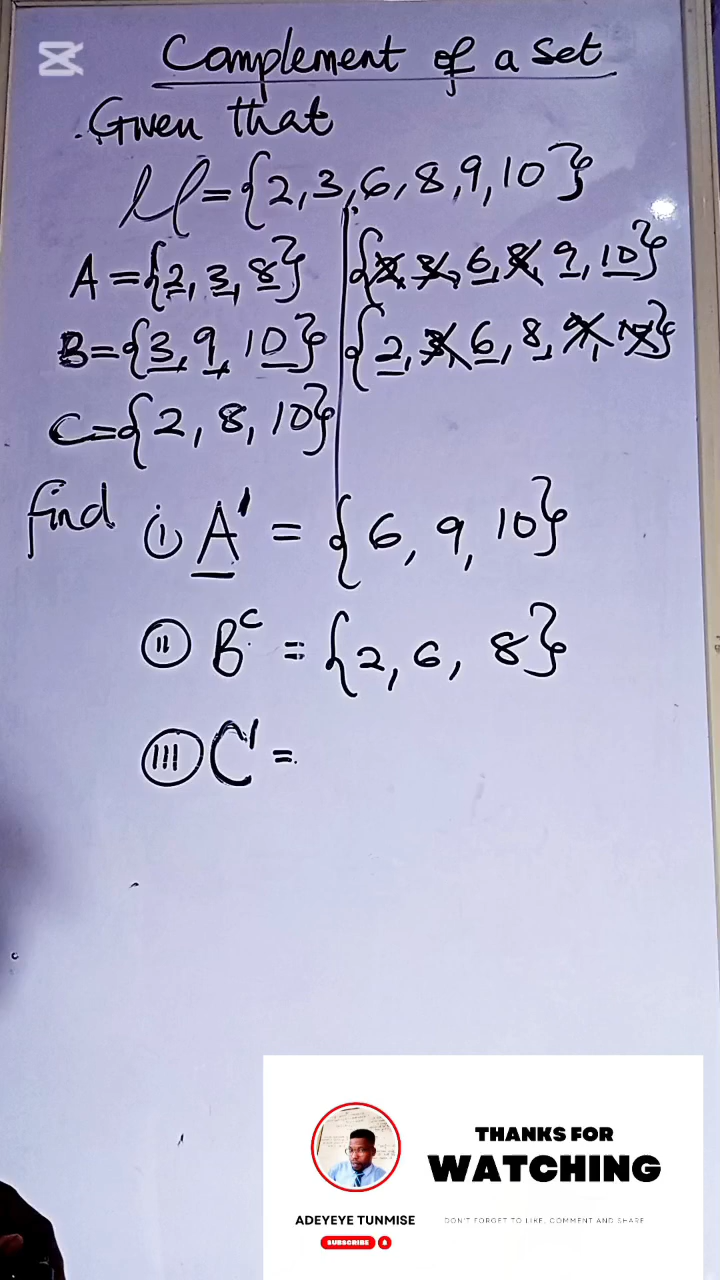 Complement of a set
Given that
μ={2,3,6,8,9,10}
A={2,3,8} {2,3,6,8,9,10}
B={3,9,10} {2,3,6,8,9,10}
C={2,8,10}
find (i) A' = {6,9,10}
(ii) Bᶜ = {2,6,8}
(iii) C' =
THANKS FOR
WATCHING
ADEYEYE TUNMISE
DON'T FORGET TO LIKE, COMMENT AND SHARE
SUBSCRIBE